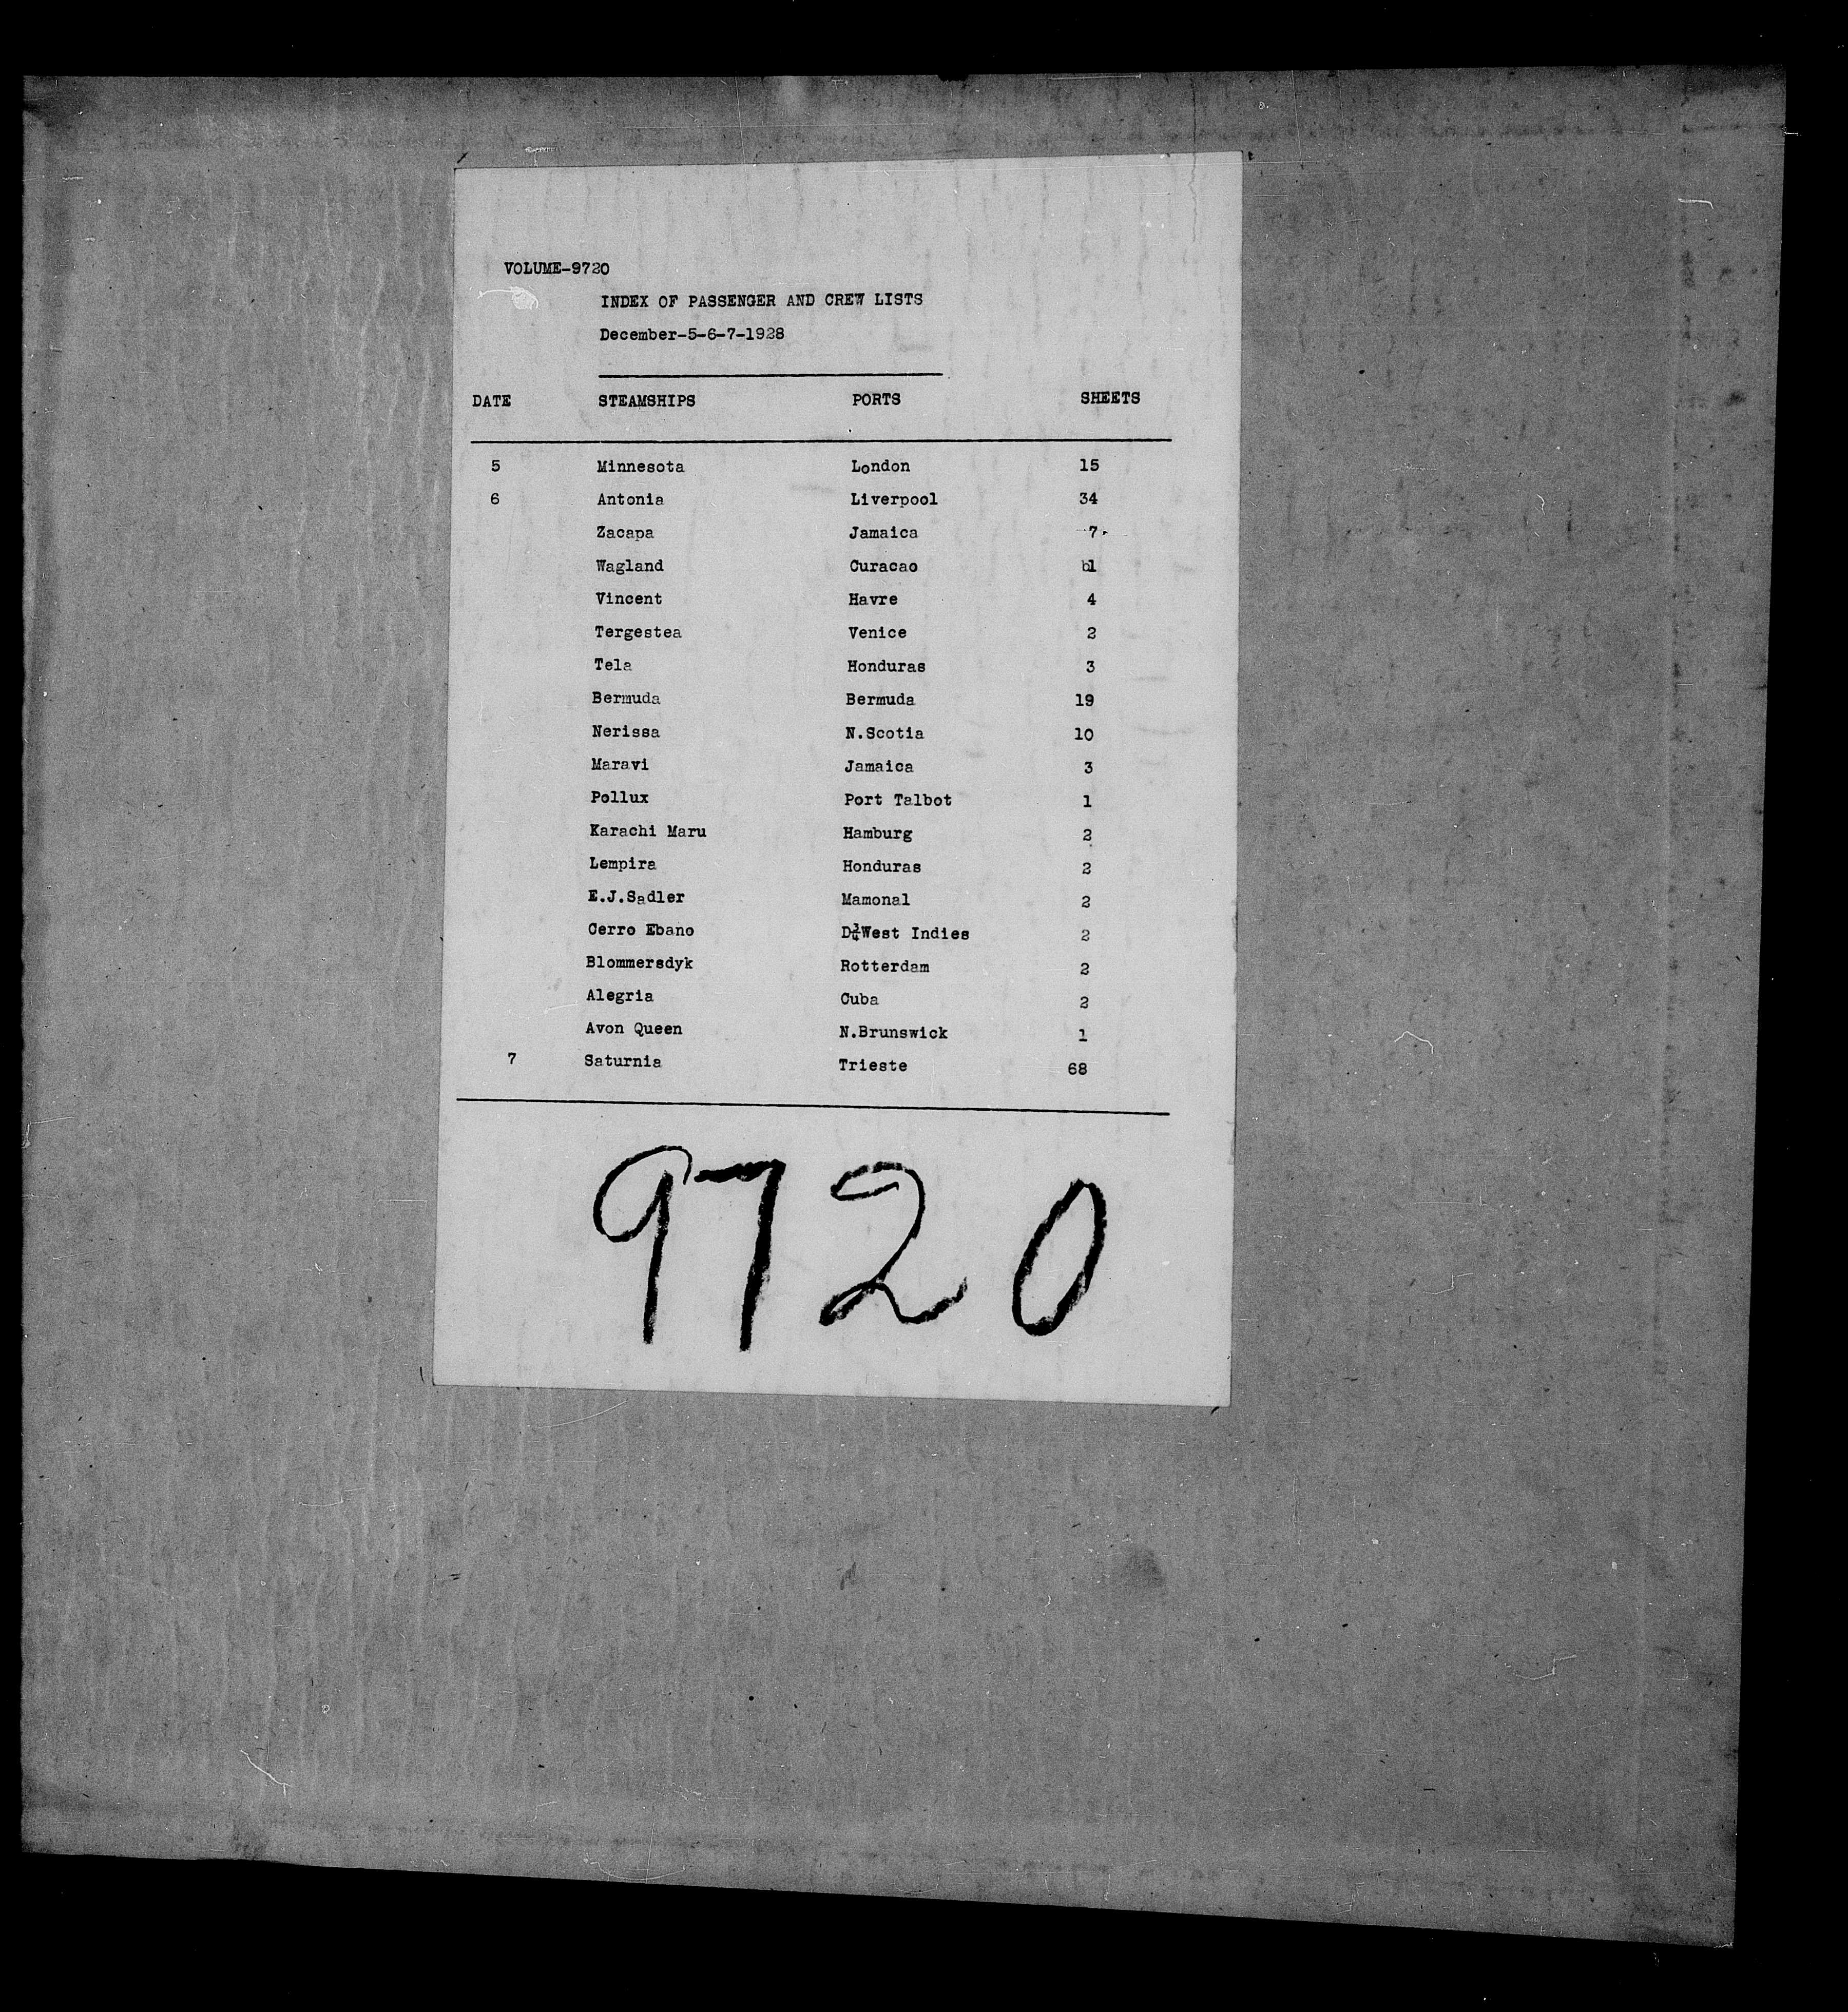 VOLUME-9720
INDEX OF PASSENGER AND CREW LISTS
December-5-6-7-1928
DATE STEAMSHIPS PORTS SHEETS
5 Minnesota London 15
6 Antonia Liverpool 34
Zacapa Jamaica 7
Wagland Curacao b1
Vincent Havre 4
Tergestea Venice 2
Tela Honduras 3
Bermuda Bermuda 19
Nerissa N.Scotia 10
Maravi Jamaica 3
Pollux Port Talbot 1
Karachi Maru Hamburg 2
Lempira Honduras 2
E.J.Sadler Mamonal 2
Cerro Ebano D¾West Indies 2
Blommersdyk Rotterdam 2
Alegria Cuba 2
Avon Queen N.Brunswick 1
7 Saturnia Trieste 68
9720